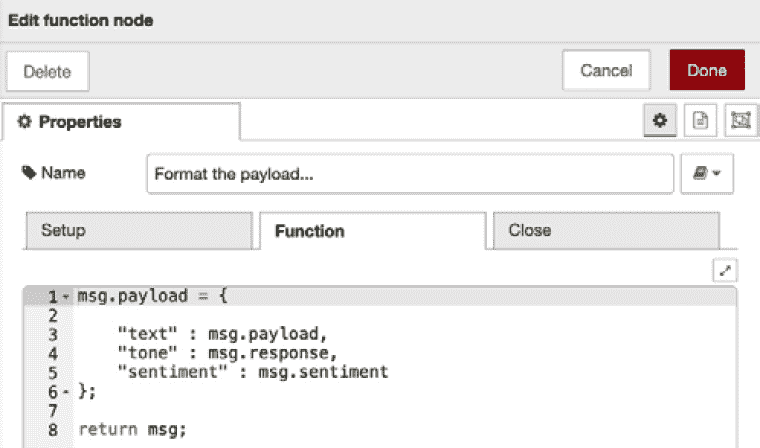 Edit function node
Delete
Cancel
Done
Properties
Name
Format the payload...
Setup
Function
Close
1 msg.payload = {
2
3 "text" : msg.payload,
4 "tone" : msg.response,
5 "sentiment" : msg.sentiment
6 };
7
8 return msg;